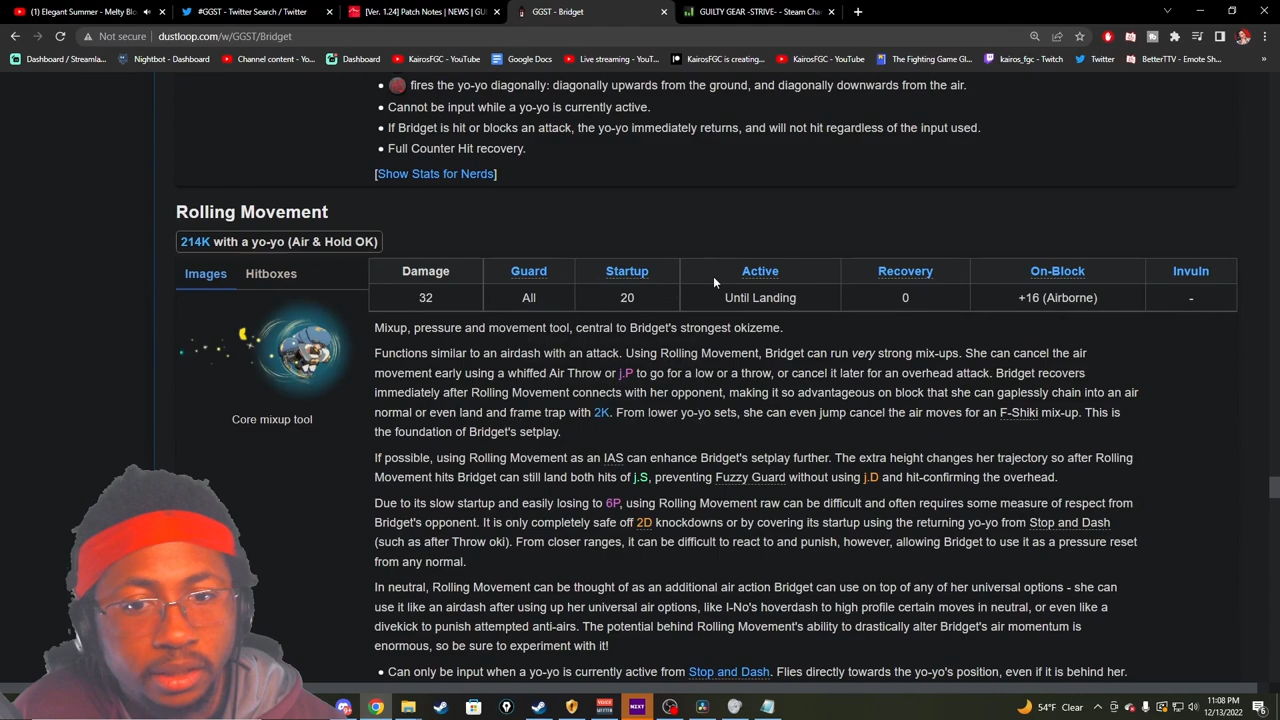 (1) Elegant Summer - Melty Blo
#GGST - Twitter Search / Twitter
[Ver. 1.24] Patch Notes | NEWS | GU
GGST - Bridget
GUILTY GEAR -STRIVE- - Steam Cha
Not secure | dustloop.com/w/GGST/Bridget
Dashboard / Streamla...
Nightbot - Dashboard
Channel content - Yo...
Dashboard
KairosFGC - YouTube
Google Docs
Live streaming - YouT...
KairosFGC is creating...
KairosFGC - YouTube
The Fighting Game Gl...
kairos_fgc - Twitch
Twitter
BetterTTV - Emote Sh...
fires the yo-yo diagonally: diagonally upwards from the ground, and diagonally downwards from the air.
Cannot be input while a yo-yo is currently active.
If Bridget is hit or blocks an attack, the yo-yo immediately returns, and will not hit regardless of the input used.
Full Counter Hit recovery.
[Show Stats for Nerds]
Rolling Movement
214K with a yo-yo (Air & Hold OK)
Images Hitboxes
Damage Guard Startup Active Recovery On-Block Invuln
32 All 20 Until Landing 0 +16 (Airborne) -
Core mixup tool
Mixup, pressure and movement tool, central to Bridget's strongest okizeme.
Functions similar to an airdash with an attack. Using Rolling Movement, Bridget can run very strong mix-ups. She can cancel the air
movement early using a whiffed Air Throw or j.P to go for a low or a throw, or cancel it later for an overhead attack. Bridget recovers
immediately after Rolling Movement connects with her opponent, making it so advantageous on block that she can gaplessly chain into an air
normal or even land and frame trap with 2K. From lower yo-yo sets, she can even jump cancel the air moves for an F-Shiki mix-up. This is
the foundation of Bridget's setplay.
If possible, using Rolling Movement as an IAS can enhance Bridget's setplay further. The extra height changes her trajectory so after Rolling
Movement hits Bridget can still land both hits of j.S, preventing Fuzzy Guard without using j.D and hit-confirming the overhead.
Due to its slow startup and easily losing to 6P, using Rolling Movement raw can be difficult and often requires some measure of respect from
Bridget's opponent. It is only completely safe off 2D knockdowns or by covering its startup using the returning yo-yo from Stop and Dash
(such as after Throw oki). From closer ranges, it can be difficult to react to and punish, however, allowing Bridget to use it as a pressure reset
from any normal.
In neutral, Rolling Movement can be thought of as an additional air action Bridget can use on top of any of her universal options - she can
use it like an airdash after using up her universal air options, like I-No's hoverdash to high profile certain moves in neutral, or even like a
divekick to punish attempted anti-airs. The potential behind Rolling Movement's ability to drastically alter Bridget's air momentum is
enormous, so be sure to experiment with it!
Can only be input when a yo-yo is currently active from Stop and Dash. Flies directly towards the yo-yo's position, even if it is behind her.
54°F Clear
11:08 PM
12/13/2022